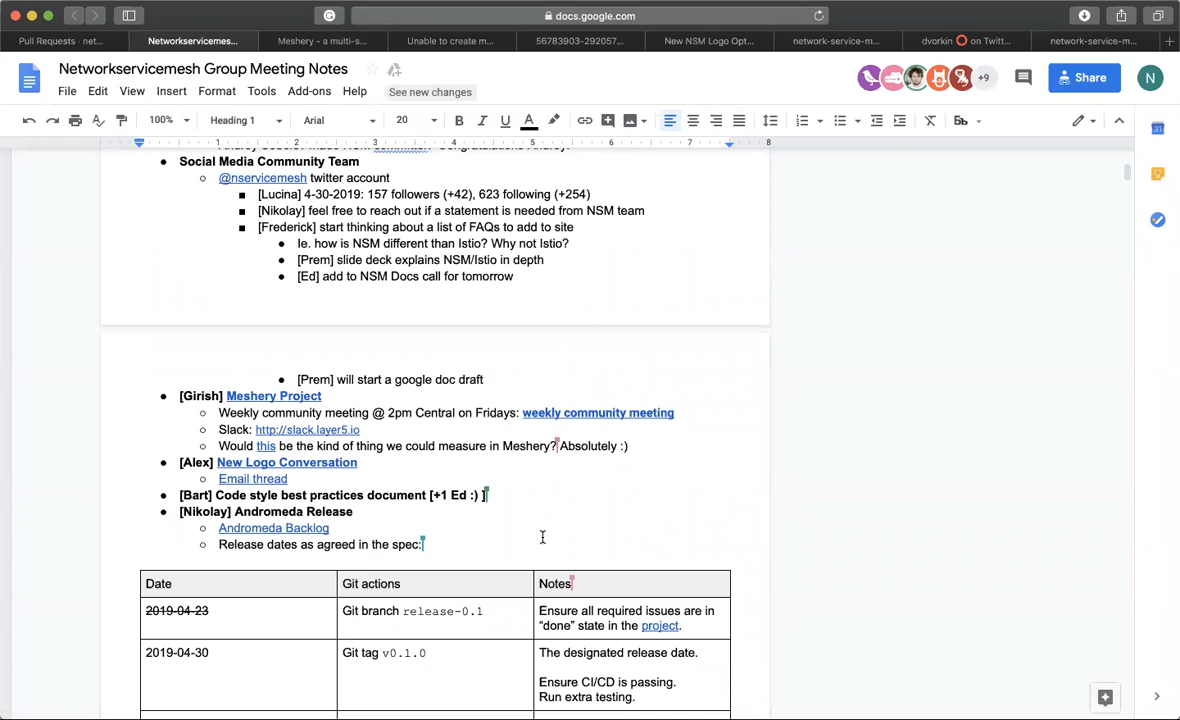 docs.google.com
Pull Requests - net...
Networkservicemes...
Meshery - a multi-s...
Unable to create m...
56783903-292057...
New NSM Logo Opt...
network-service-m...
dvorkin ⭕ on Twitt...
network-service-m...
Networkservicemesh Group Meeting Notes
+9
Share
N
File Edit View Insert Format Tools Add-ons Help See new changes
100% Heading 1 Arial 20
1 2 3 4 5 6 7 8
Social Media Community Team
@nservicemesh twitter account
[Lucina] 4-30-2019: 157 followers (+42), 623 following (+254)
[Nikolay] feel free to reach out if a statement is needed from NSM team
[Frederick] start thinking about a list of FAQs to add to site
Ie. how is NSM different than Istio? Why not Istio?
[Prem] slide deck explains NSM/Istio in depth
[Ed] add to NSM Docs call for tomorrow
[Prem] will start a google doc draft
[Girish] Meshery Project
Weekly community meeting @ 2pm Central on Fridays: weekly community meeting
Slack: http://slack.layer5.io
Would this be the kind of thing we could measure in Meshery? Absolutely :)
[Alex] New Logo Conversation
Email thread
[Bart] Code style best practices document [+1 Ed :) ]
[Nikolay] Andromeda Release
Andromeda Backlog
Release dates as agreed in the spec:
Date Git actions Notes
2019-04-23 Git branch release-0.1 Ensure all required issues are in
"done" state in the project.
2019-04-30 Git tag v0.1.0 The designated release date.
Ensure CI/CD is passing.
Run extra testing.